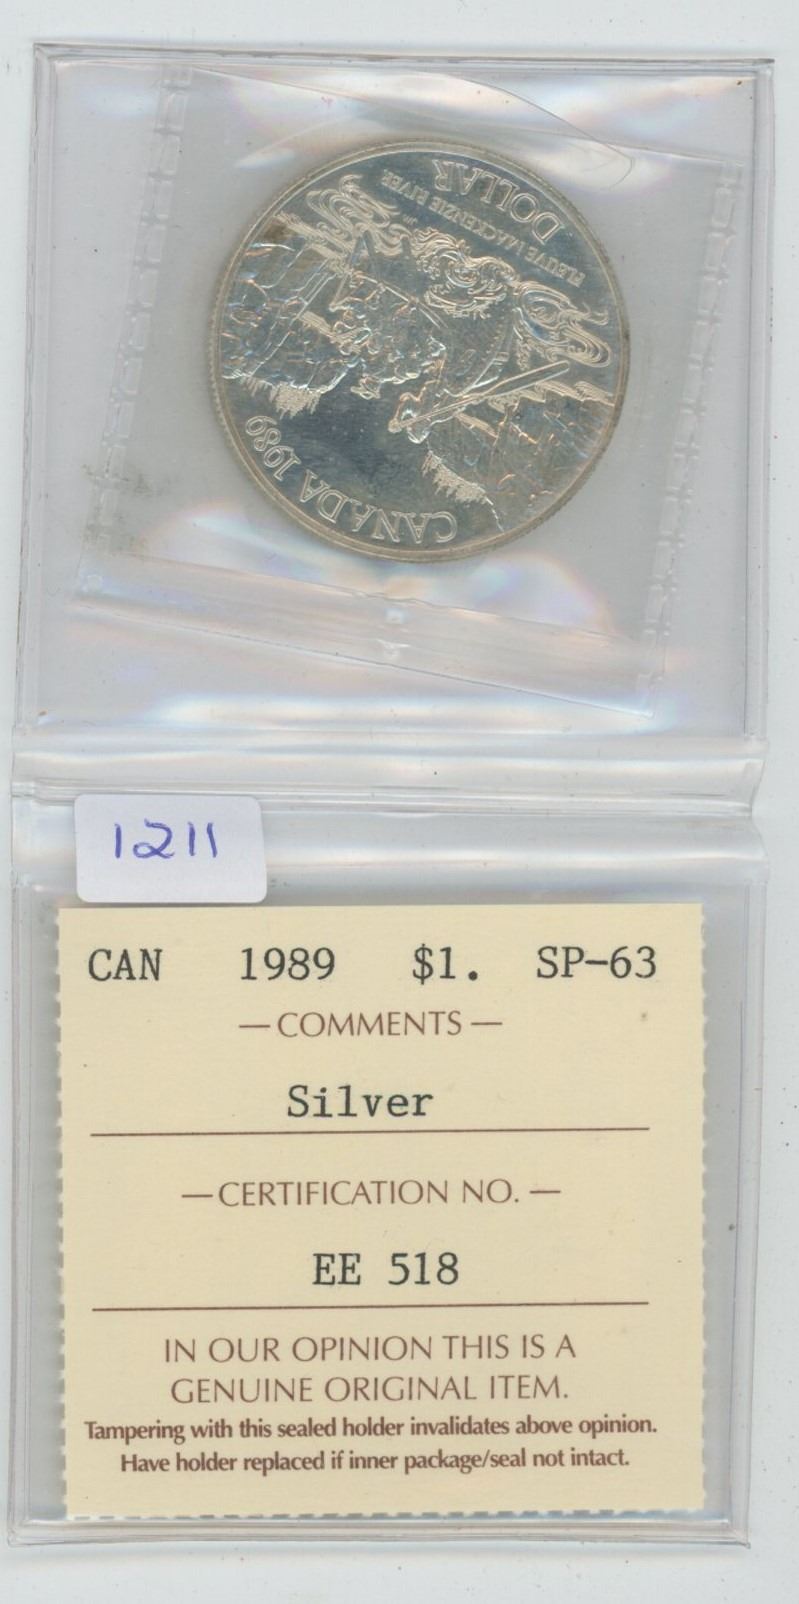 CANADA 1989
FLEUVE MACKENZIE RIVER
DOLLAR
1211
CAN 1989 $1. SP-63
— COMMENTS —
Silver
— CERTIFICATION NO. —
EE 518
IN OUR OPINION THIS IS A
GENUINE ORIGINAL ITEM.
Tampering with this sealed holder invalidates above opinion.
Have holder replaced if inner package/seal not intact.